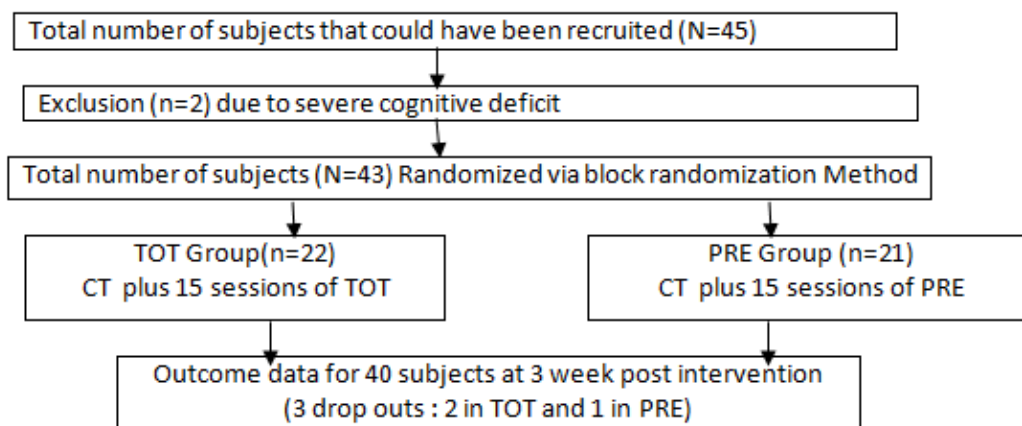 Total number of subjects that could have been recruited (N=45)
Exclusion (n=2) due to severe cognitive deficit
Total number of subjects (N=43) Randomized via block randomization Method
TOT Group(n=22)
CT plus 15 sessions of TOT
PRE Group (n=21)
CT plus 15 sessions of PRE
Outcome data for 40 subjects at 3 week post intervention
(3 drop outs : 2 in TOT and 1 in PRE)